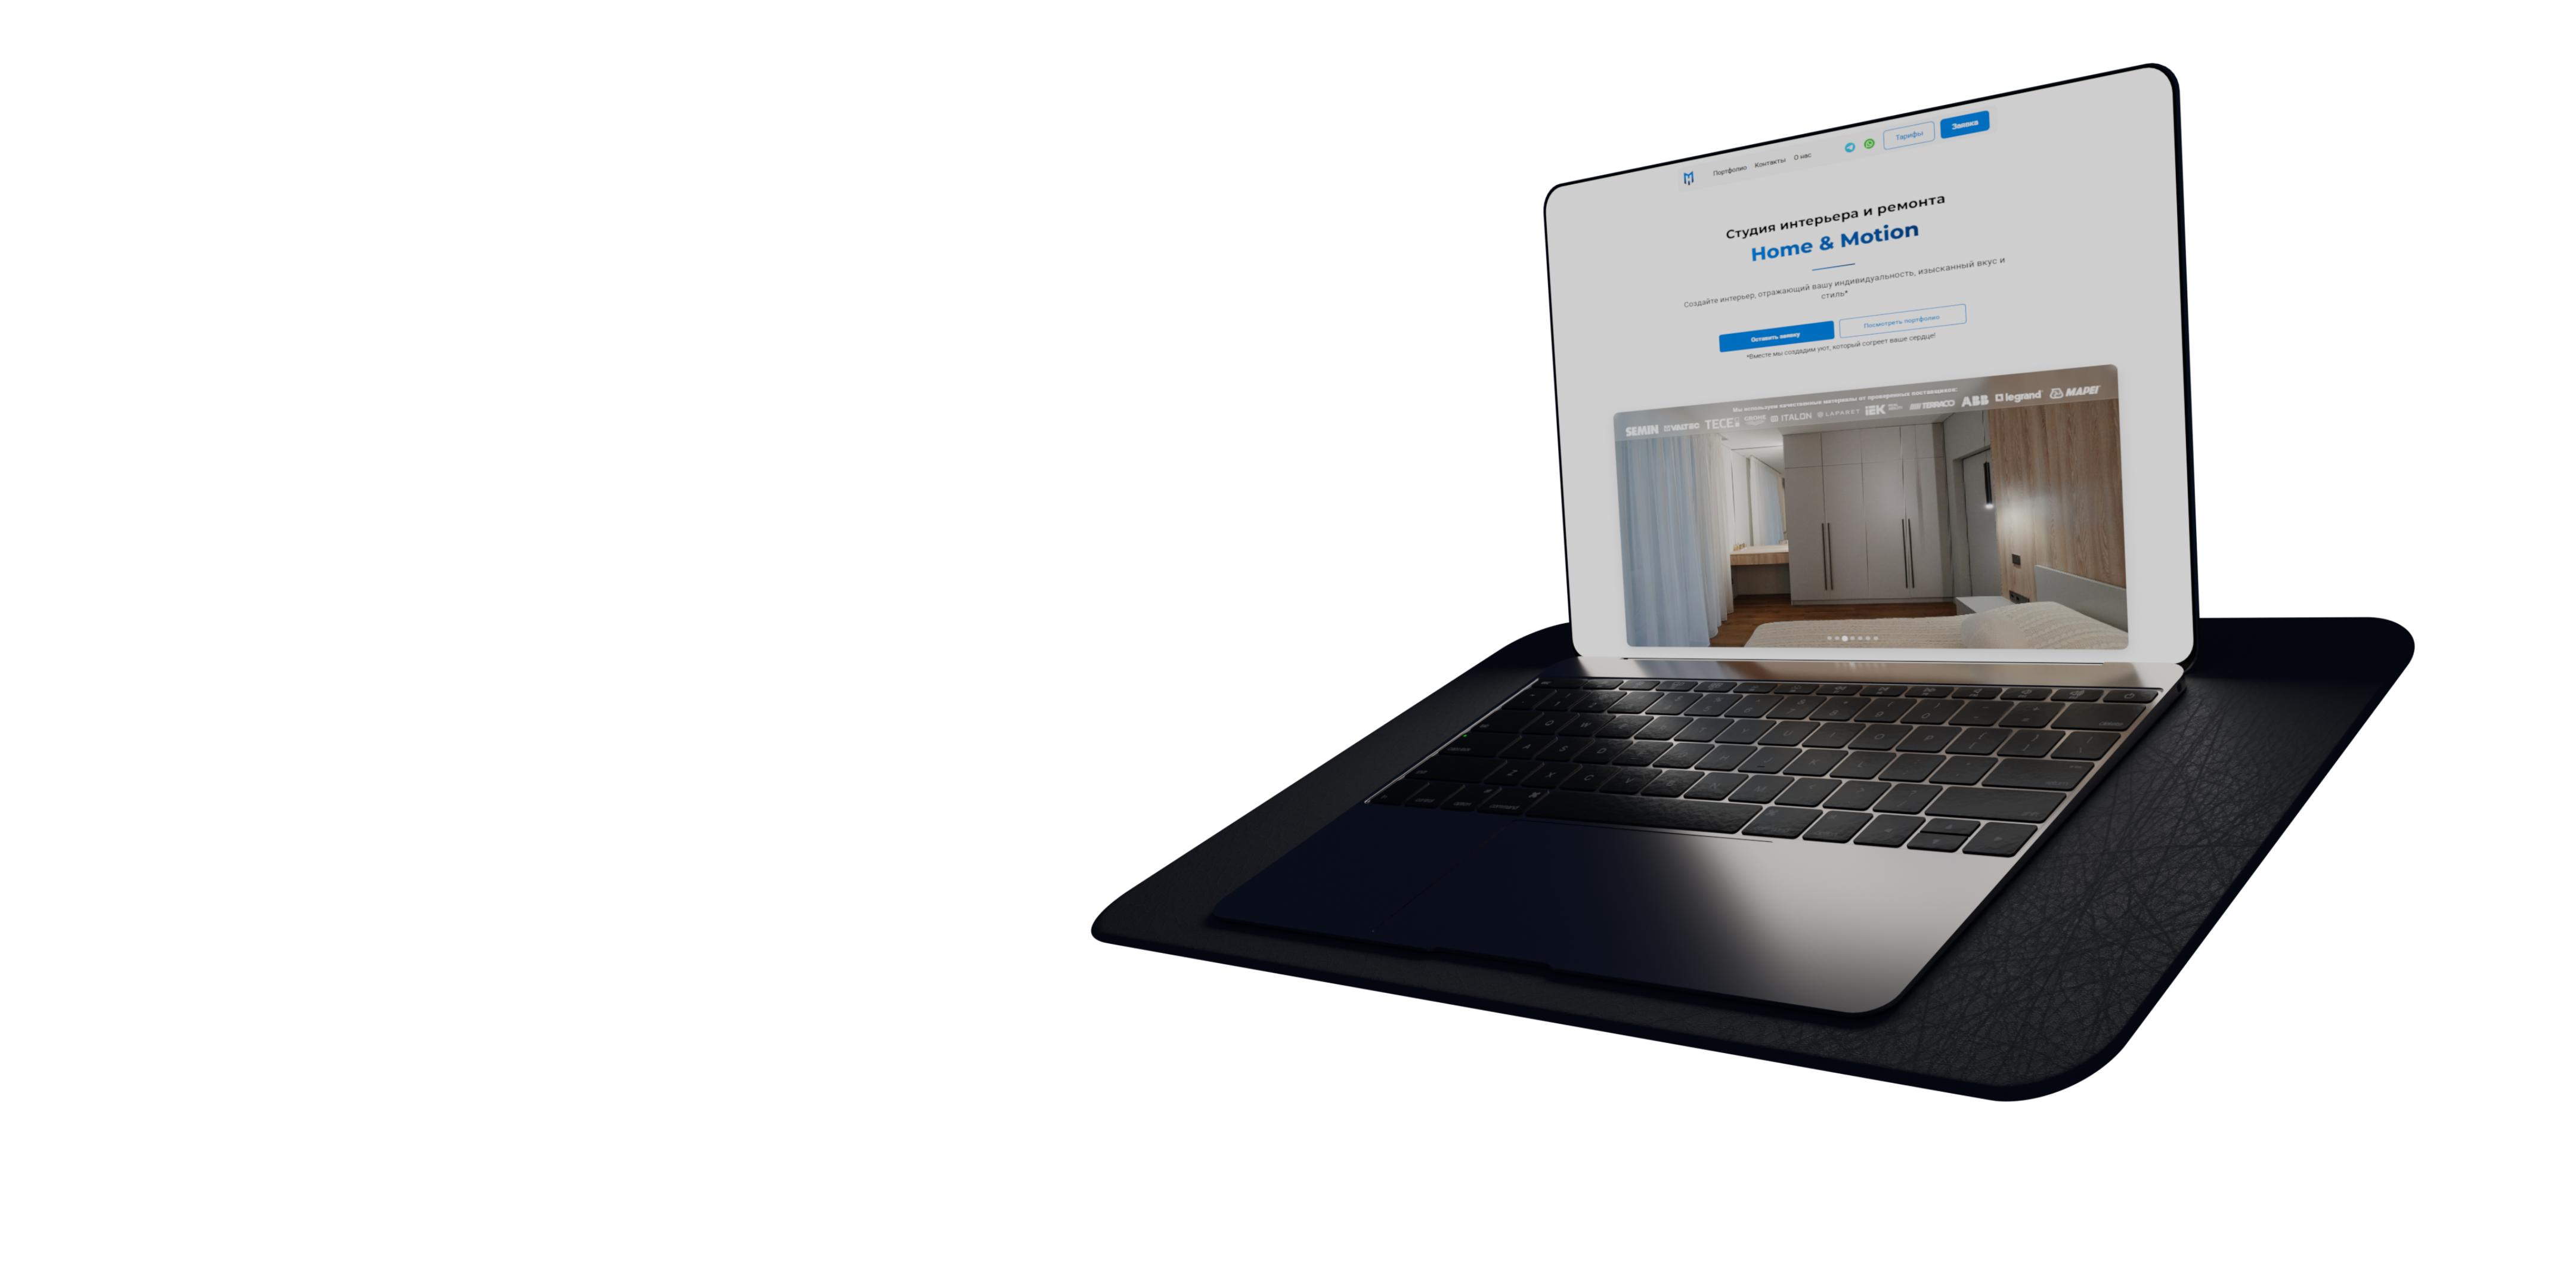 Портфолио Контакты О нас Тарифы Заявка
Студия интерьера и ремонта
Home & Motion
Создайте интерьер, отражающий вашу индивидуальность, изысканный вкус и
стиль*
Оставить заявку Посмотреть портфолио
*Вместе мы создадим уют, который согреет ваше сердце!
Мы используем качественные материалы от проверенных поставщиков:
SEMIN VALTEC TECE ITALON LAPARET IEK TERRACO ABB legrand MAPEI
Q W
A S D
Z X C V
command